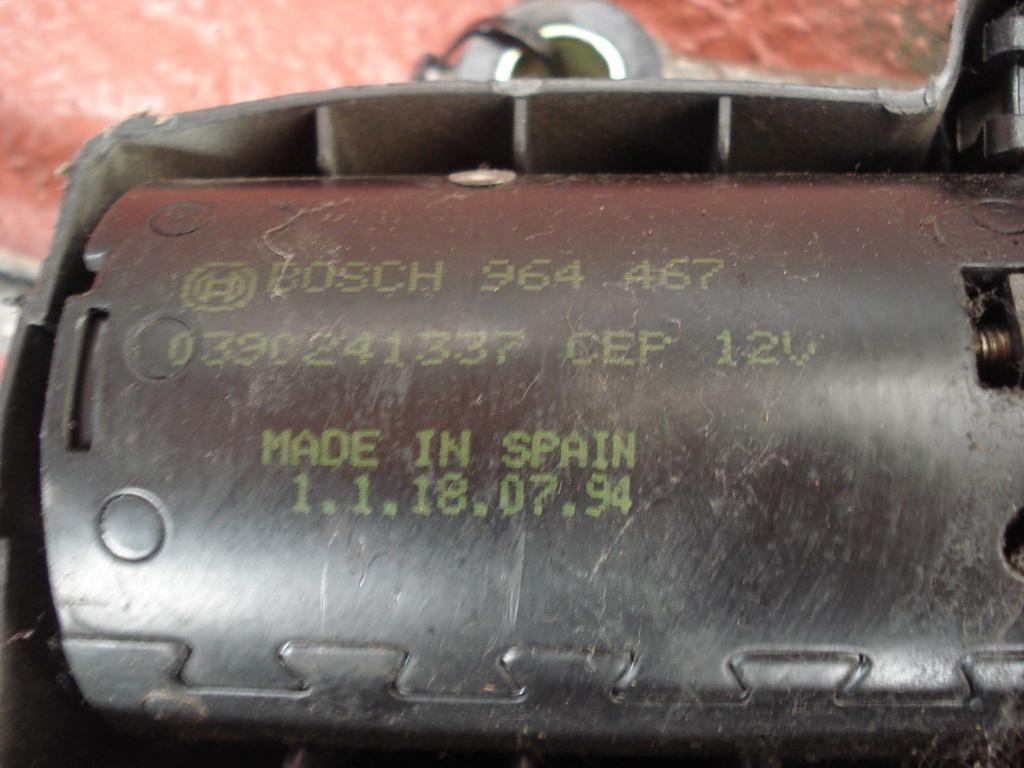 BOSCH 964 467
0390241337 CEP 12V
MADE IN SPAIN
1.1.18.07.94